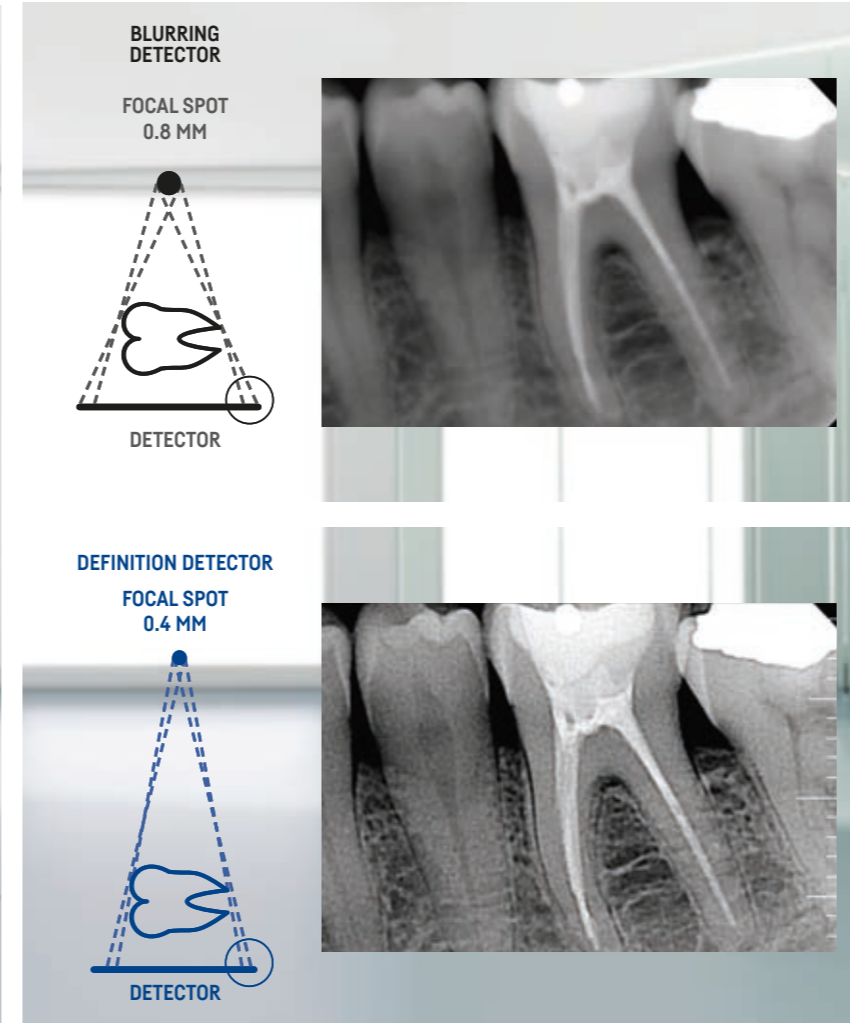 BLURRING
DETECTOR
FOCAL SPOT
0.8 MM
DETECTOR
DEFINITION DETECTOR
FOCAL SPOT
0.4 MM
DETECTOR